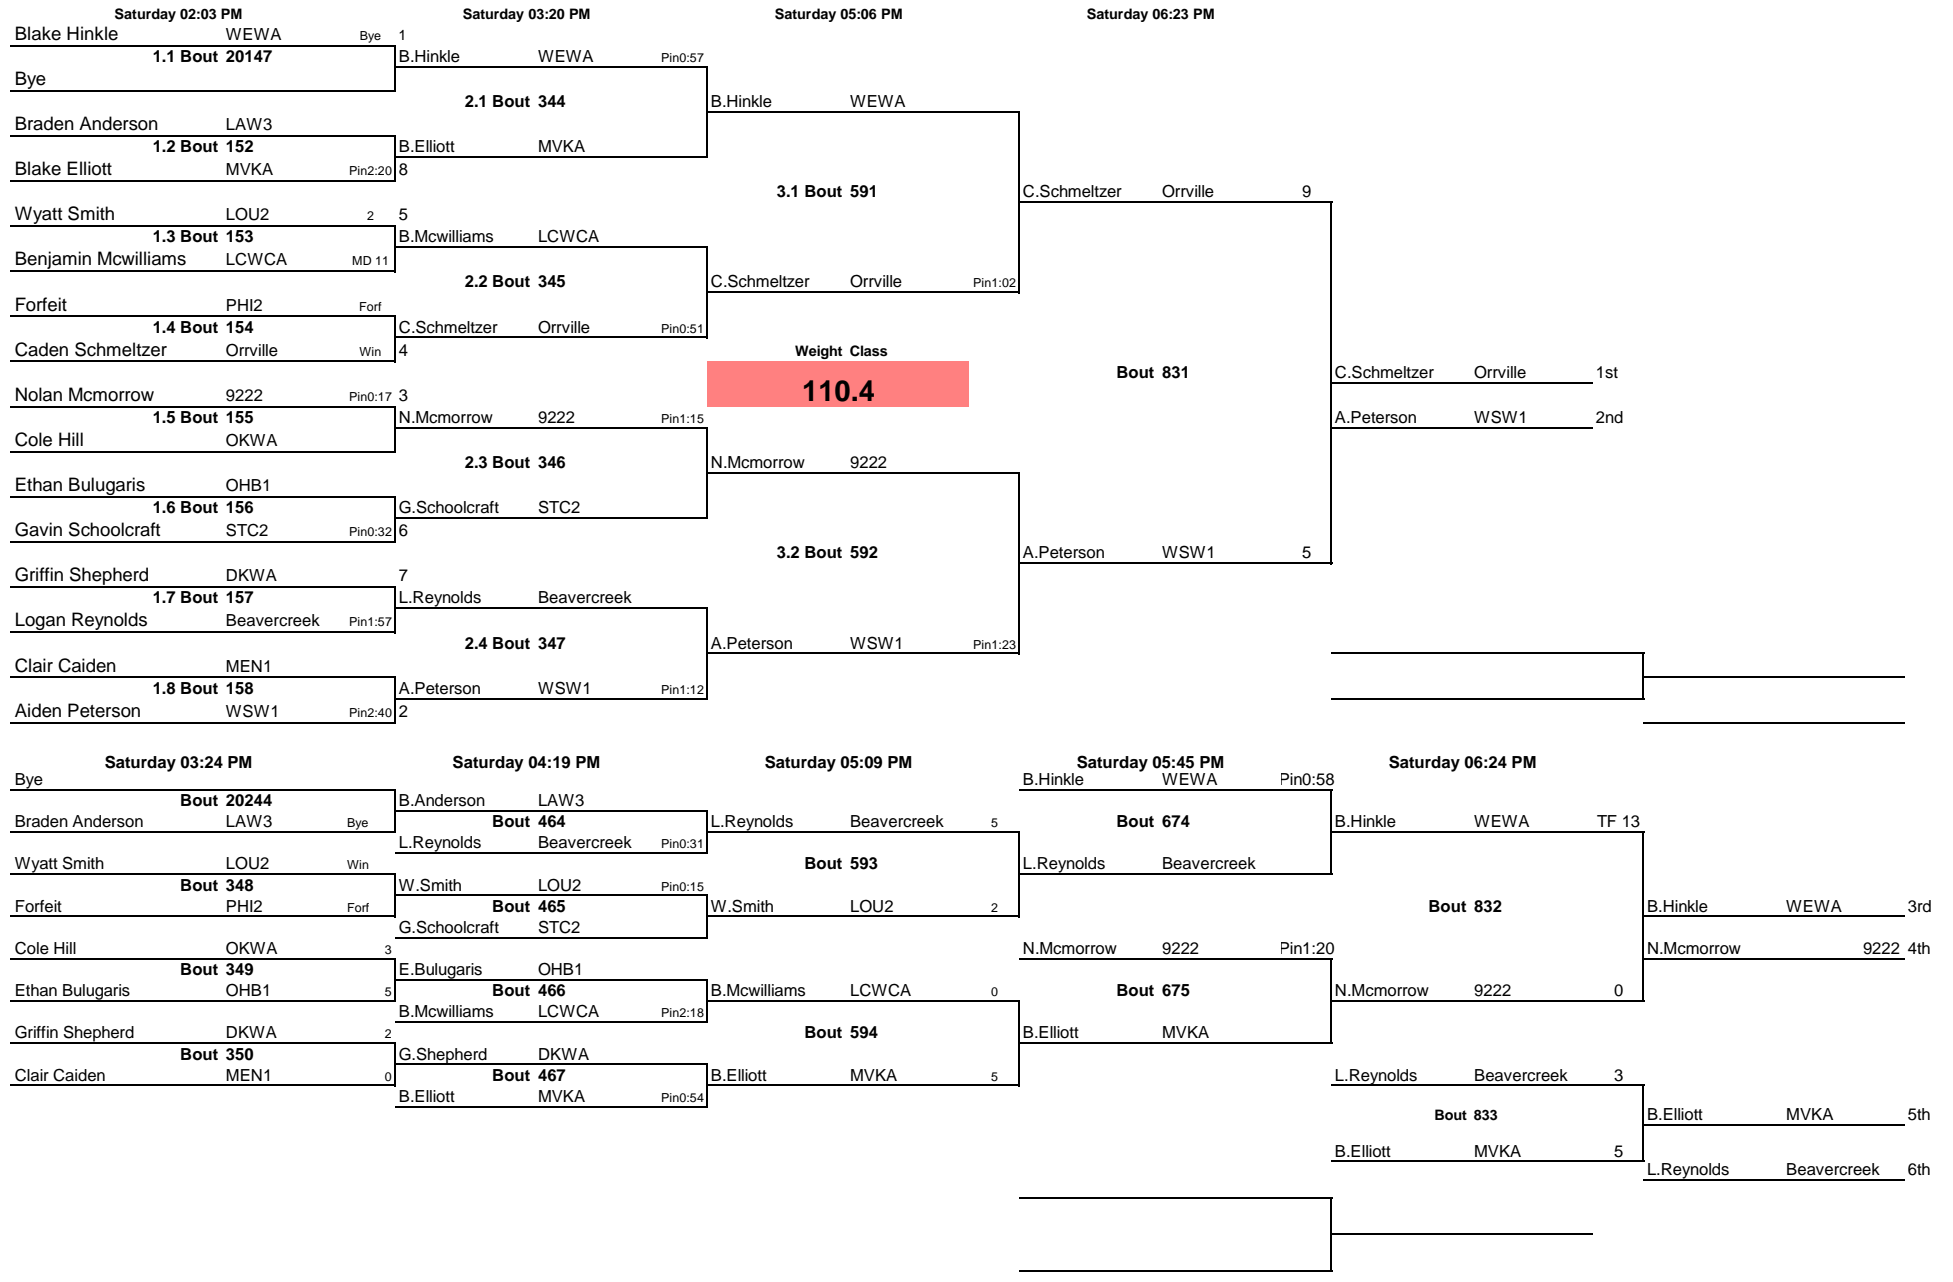 Saturday 02:03 PM Saturday 03:20 PM Saturday 05:06 PM Saturday 06:23 PM
Blake Hinkle WEWA Bye 1
1.1 Bout 20147 B.Hinkle WEWA Pin0:57
Bye
2.1 Bout 344 B.Hinkle WEWA
Braden Anderson LAW3
1.2 Bout 152 B.Elliott MVKA
Blake Elliott MVKA Pin2:20 8
3.1 Bout 591 C.Schmeltzer Orrville 9
Wyatt Smith LOU2 2 5
1.3 Bout 153 B.Mcwilliams LCWCA
Benjamin Mcwilliams LCWCA MD 11
2.2 Bout 345 C.Schmeltzer Orrville Pin1:02
Forfeit PHI2 Forf
1.4 Bout 154 C.Schmeltzer Orrville Pin0:51
Caden Schmeltzer Orrville Win 4 Weight Class
Bout 831 C.Schmeltzer Orrville 1st
Nolan Mcmorrow 9222 Pin0:17 3 110.4
1.5 Bout 155 N.Mcmorrow 9222 Pin1:15 A.Peterson WSW1 2nd
Cole Hill OKWA
2.3 Bout 346 N.Mcmorrow 9222
Ethan Bulugaris OHB1
1.6 Bout 156 G.Schoolcraft STC2
Gavin Schoolcraft STC2 Pin0:32 6
3.2 Bout 592 A.Peterson WSW1 5
Griffin Shepherd DKWA 7
1.7 Bout 157 L.Reynolds Beavercreek
Logan Reynolds Beavercreek Pin1:57
2.4 Bout 347 A.Peterson WSW1 Pin1:23
Clair Caiden MEN1
1.8 Bout 158 A.Peterson WSW1 Pin1:12
Aiden Peterson WSW1 Pin2:40 2
Saturday 03:24 PM Saturday 04:19 PM Saturday 05:09 PM Saturday 05:45 PM Saturday 06:24 PM
Bye B.Hinkle WEWA Pin0:58
Bout 20244 B.Anderson LAW3
Braden Anderson LAW3 Bye Bout 464 L.Reynolds Beavercreek 5 Bout 674 B.Hinkle WEWA TF 13
L.Reynolds Beavercreek Pin0:31
Wyatt Smith LOU2 Win Bout 593 L.Reynolds Beavercreek
Bout 348 W.Smith LOU2 Pin0:15
Forfeit PHI2 Forf Bout 465 W.Smith LOU2 2 Bout 832 B.Hinkle WEWA 3rd
G.Schoolcraft STC2
Cole Hill OKWA 3 N.Mcmorrow 9222 Pin1:20 N.Mcmorrow 9222 4th
Bout 349 E.Bulugaris OHB1
Ethan Bulugaris OHB1 5 Bout 466 B.Mcwilliams LCWCA 0 Bout 675 N.Mcmorrow 9222 0
B.Mcwilliams LCWCA Pin2:18
Griffin Shepherd DKWA 2 Bout 594 B.Elliott MVKA
Bout 350 G.Shepherd DKWA
Clair Caiden MEN1 0 Bout 467 B.Elliott MVKA 5 L.Reynolds Beavercreek 3
B.Elliott MVKA Pin0:54
Bout 833 B.Elliott MVKA 5th
B.Elliott MVKA 5
L.Reynolds Beavercreek 6th